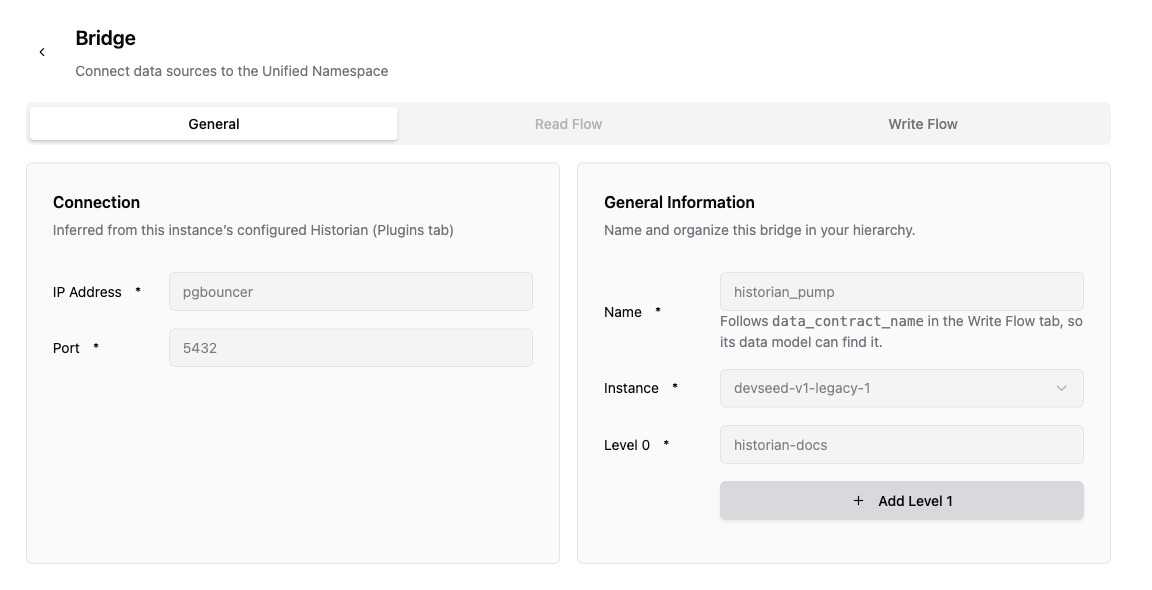 Bridge
Connect data sources to the Unified Namespace
General
Read Flow
Write Flow
Connection
Inferred from this instance's configured Historian (Plugins tab)
IP Address *
pgbouncer
Port *
5432
General Information
Name and organize this bridge in your hierarchy.
Name *
historian_pump
Follows data_contract_name in the Write Flow tab, so
its data model can find it.
Instance *
devseed-v1-legacy-1
Level 0 *
historian-docs
+ Add Level 1